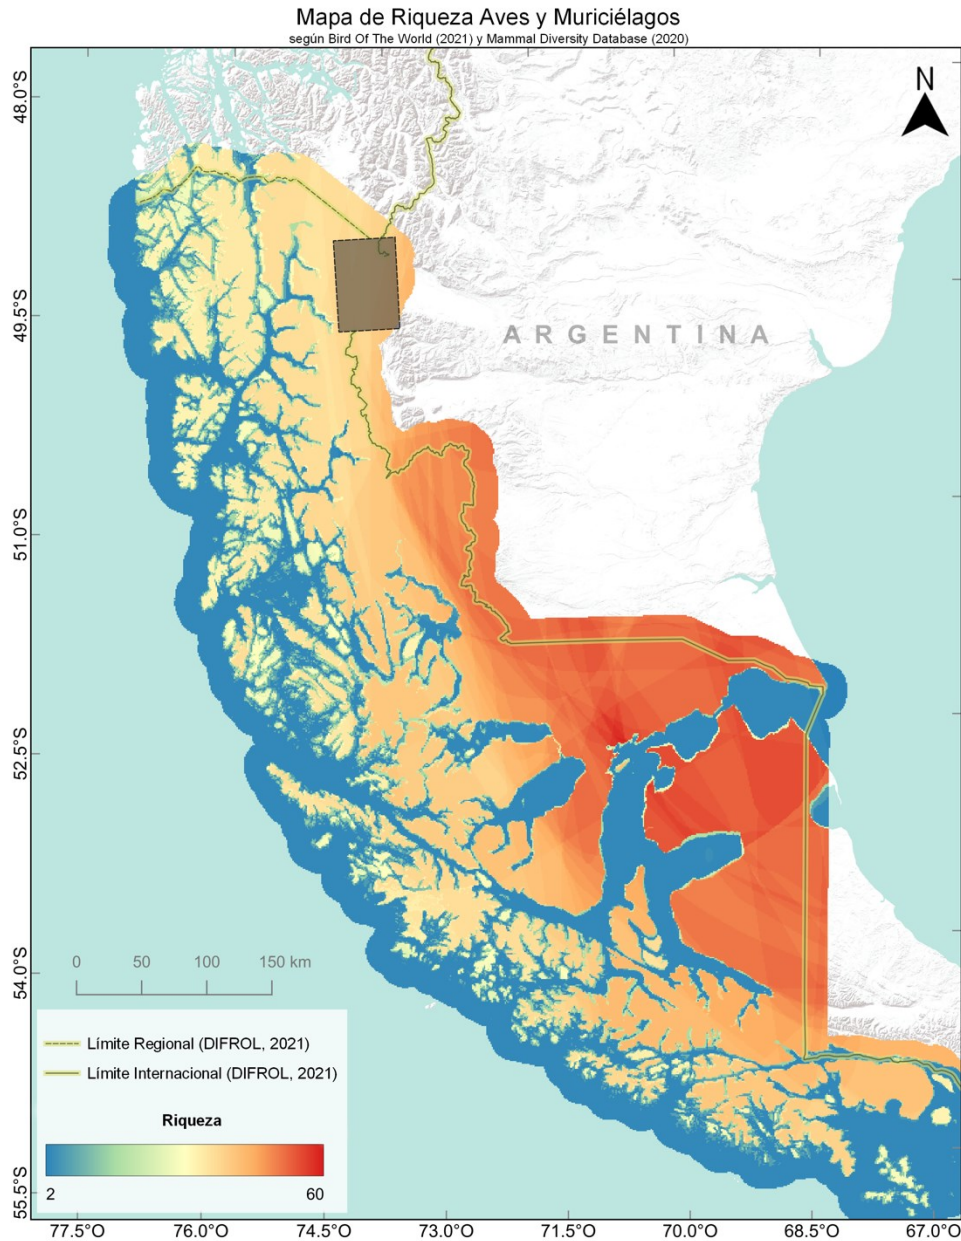 Mapa de Riqueza Aves y Muriciélagos
según Bird Of The World (2021) y Mammal Diversity Database (2020)
N
48.0°S
49.5°S
ARGENTINA
51.0°S
52.5°S
54.0°S
0 50 100 150 km
Límite Regional (DIFROL, 2021)
Límite Internacional (DIFROL, 2021)
Riqueza
2 60
55.5°S
77.5°O 76.0°O 74.5°O 73.0°O 71.5°O 70.0°O 68.5°O 67.0°O